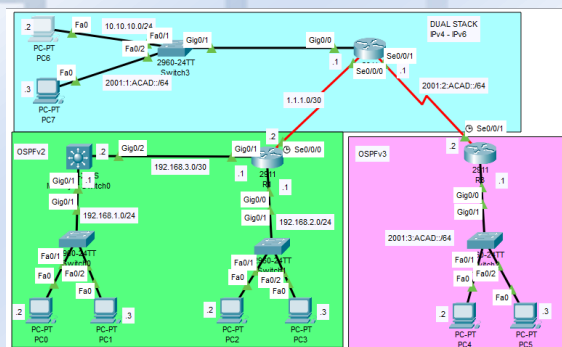 DUAL STACK
IPv4 - IPv6
.2
Fa0
10.10.10.0/24
Fa0/1
Gig0/1
Gig0/0
PC-PT
PC6
Fa0/2
2960-24TT
Switch3
.1
Se0/0/0
Se0/0/1
.1
Fa0
.3
PC-PT
PC7
2001:1:ACAD::/64
1.1.1.0/30
2001:2:ACAD::/64
OSPFv2
.2
Gig0/2
192.168.3.0/30
Gig0/1
.2
Se0/0/0
.1
2911
.1
Gig0/1
.1
192.168.1.0/24
Gig0/0
Gig0/1
192.168.2.0/24
Fa0/1
Fa0/2
Fa0
Fa0
.2
.3
PC-PT
PC0
PC-PT
PC1
Fa0/1
Fa0/2
Fa0
Fa0
.2
.3
PC-PT
PC2
PC-PT
PC3
OSPFv3
.2
Se0/0/1
2911
.1
Gig0/0
Gig0/1
2001:3:ACAD::/64
Fa0/1
Fa0/2
Fa0
Fa0
.2
.3
PC-PT
PC4
PC-PT
PC5